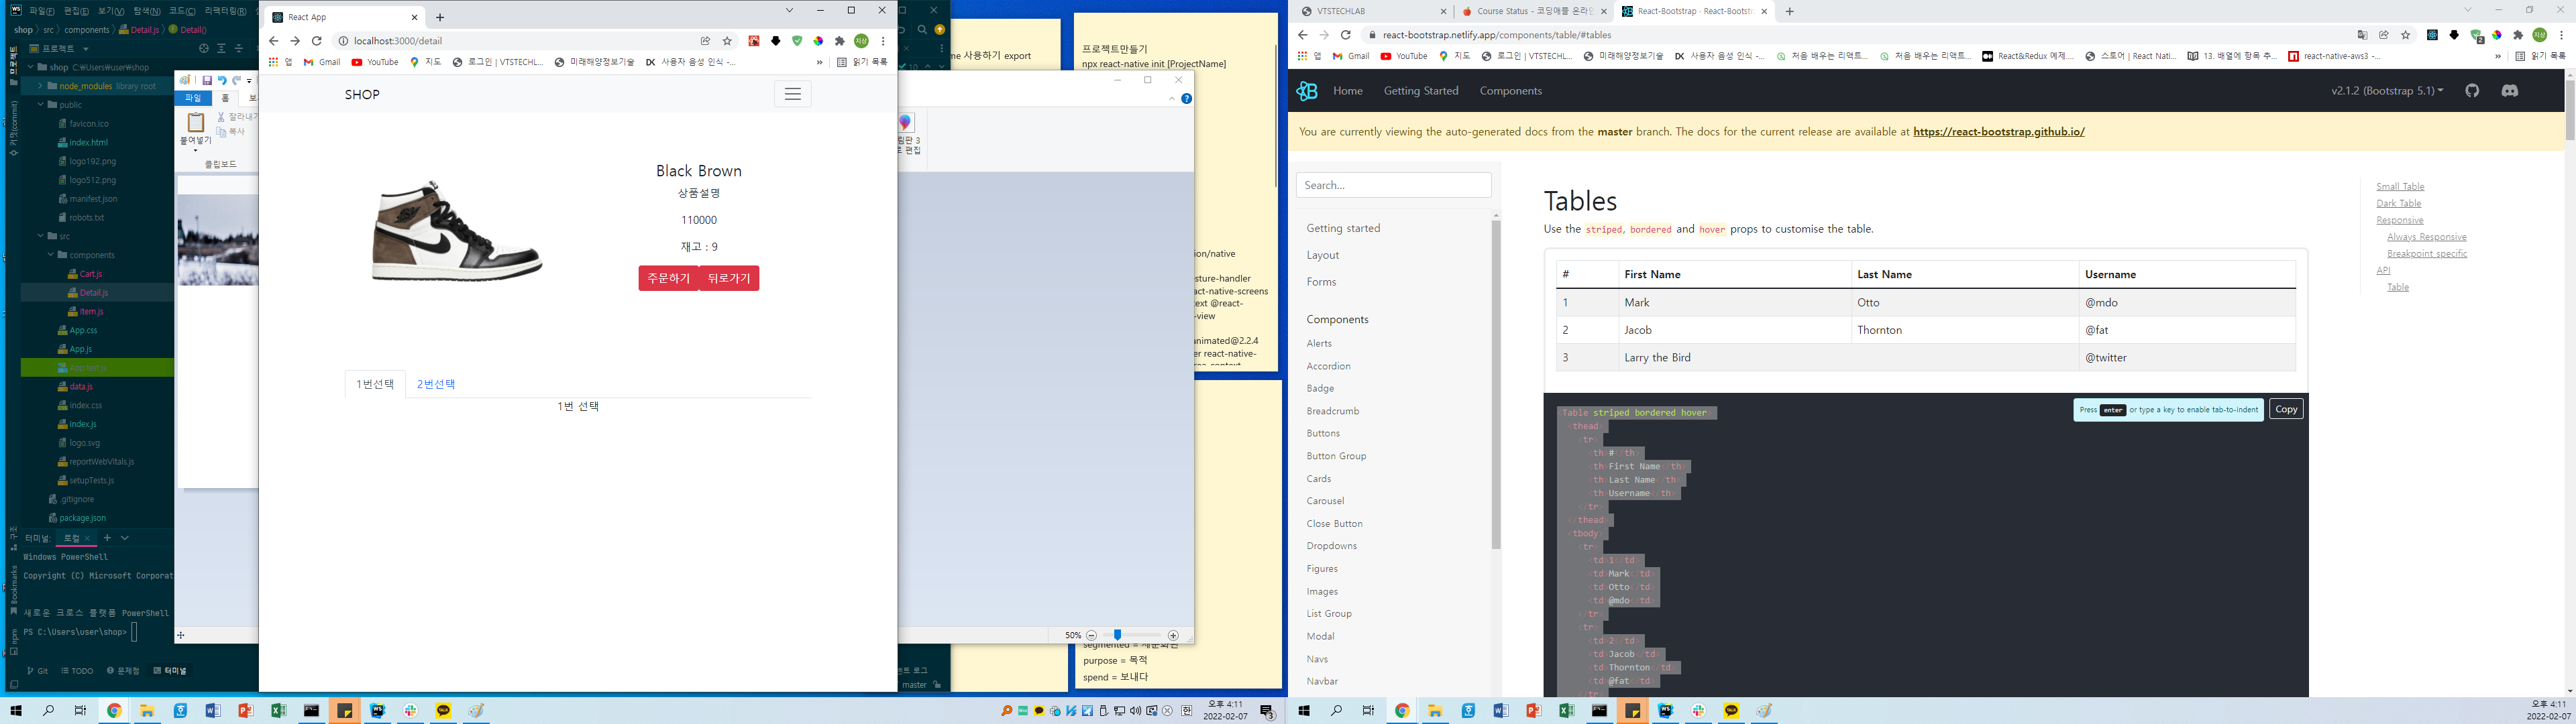 파일(F) 편집(E) 보기(V) 탐색(N) 코드(C) 리팩터링(R)
shop src components Detail.js Detail()
프로젝트
shop C:₩Users₩user₩shop
node_modules library root
public
favicon.ico
index.html
logo192.png
logo512.png
manifest.json
robots.txt
src
components
Cart.js
Detail.js
Item.js
App.css
App.js
App.test.js
data.js
index.css
index.js
logo.svg
reportWebVitals.js
setupTests.js
.gitignore
package.json
터미널: 로컬
Windows PowerShell
Copyright (C) Microsoft Corporat
새로운 크로스 플랫폼 PowerShell
PS C:\Users\user\shop>
Git TODO 문제점 터미널
프로젝트
(commit)
Bookmarks
npm
파일 홈 보
붙여넣기
잘라내기
복사
클립보드
React App
localhost:3000/detail
앱 Gmail YouTube 지도 로그인 | VTSTECHL... 미래해양정보기술 사용자 음성 인식 -... » 읽기 목록
SHOP
Black Brown
상품설명
110000
재고 : 9
주문하기 뒤로가기
1번선택 2번선택
1번 선택
10
me 사용하기 export
림판 3
로 편집
50%
master
프로젝트만들기
npx react-native init [ProjectName]
ion/native
esture-handler
act-native-screens
text @react-
-view
animated@2.2.4
er react-native-
purpose = 목적
spend = 보내다
오후 4:11
2022-02-07
3
VTSTECHLAB
Course Status - 코딩애플 온라인
React-Bootstrap · React-Bootstr
react-bootstrap.netlify.app/components/table/#tables
2
앱 Gmail YouTube 지도 로그인 | VTSTECHL... 미래해양정보기술 사용자 음성 인식 -... 처음 배우는 리액트... 처음 배우는 리액트... React&Redux 예제.... 스토어 | React Nati... 13. 배열에 항목 추... react-native-aws3 -... » 읽기 목록
Home Getting Started Components
v2.1.2 (Bootstrap 5.1)
You are currently viewing the auto-generated docs from the master branch. The docs for the current release are available at https://react-bootstrap.github.io/
Search...
Getting started
Layout
Forms
Components
Alerts
Accordion
Badge
Breadcrumb
Buttons
Button Group
Cards
Carousel
Close Button
Dropdowns
Figures
Images
List Group
Modal
Navs
Navbar
Tables
Use the striped, bordered and hover props to customise the table.
# First Name Last Name Username
1 Mark Otto @mdo
2 Jacob Thornton @fat
3 Larry the Bird @twitter
Press enter or type a key to enable tab-to-indent
Copy
<Table striped bordered hover>
<thead>
<tr>
<th>#</th>
<th>First Name</th>
<th>Last Name</th>
<th>Username</th>
</tr>
</thead>
<tbody>
<tr>
<td>1</td>
<td>Mark</td>
<td>Otto</td>
<td>@mdo</td>
</tr>
<tr>
<td>2</td>
<td>Jacob</td>
<td>Thornton</td>
<td>@fat</td>
</tr>
Small Table
Dark Table
Responsive
Always Responsive
Breakpoint specific
API
Table
오후 4:11
2022-02-07